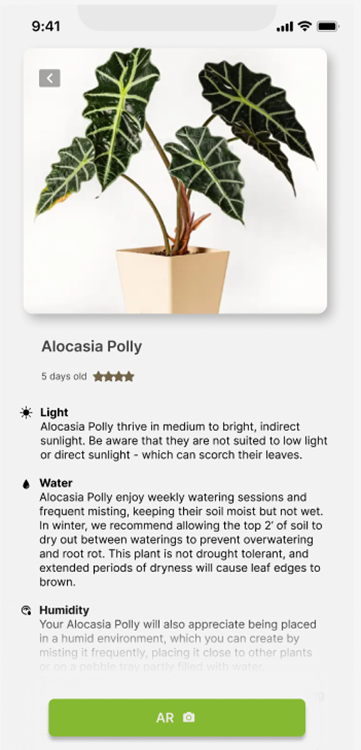 9:41
Alocasia Polly
5 days old
Light
Alocasia Polly thrive in medium to bright, indirect
sunlight. Be aware that they are not suited to low light
or direct sunlight - which can scorch their leaves.
Water
Alocasia Polly enjoy weekly watering sessions and
frequent misting, keeping their soil moist but not wet.
In winter, we recommend allowing the top 2' of soil to
dry out between waterings to prevent overwatering
and root rot. This plant is not drought tolerant, and
extended periods of dryness will cause leaf edges to
brown.
Humidity
Your Alocasia Polly will also appreciate being placed
in a humid environment, which you can create by
misting it frequently, placing it close to other plants
or on a pebble tray partly filled with water.
AR